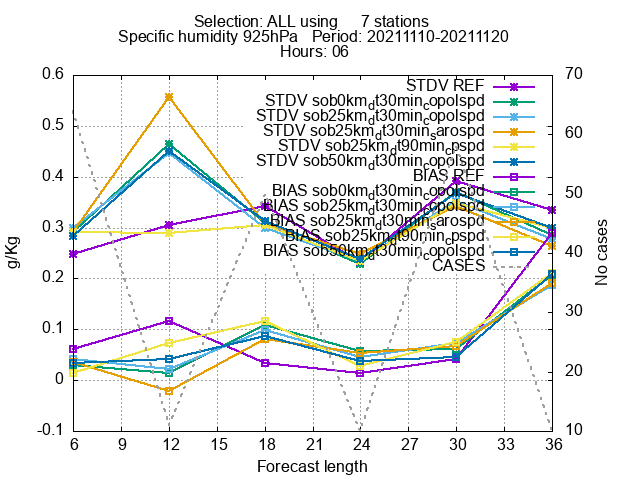 Selection: ALL using 7 stations
Specific humidity 925hPa Period: 20211110-20211120
Hours: 06
STDV REF
STDV sob0km_dt30min_copolspd
STDV sob25km_dt30min_copolspd
STDV sob25km_dt30min_sarospd
STDV sob25km_dt90min_cpspd
STDV sob50km_dt30min_copolspd
BIAS REF
BIAS sob0km_dt30min_copolspd
BIAS sob25km_dt30min_copolspd
BIAS sob25km_dt30min_sarospd
BIAS sob25km_dt90min_cpspd
BIAS sob50km_dt30min_copolspd
CASES
0.6
0.5
0.4
0.3
0.2
0.1
0
-0.1
g/Kg
70
60
50
40
30
20
10
No cases
6 9 12 15 18 21 24 27 30 33 36
Forecast length